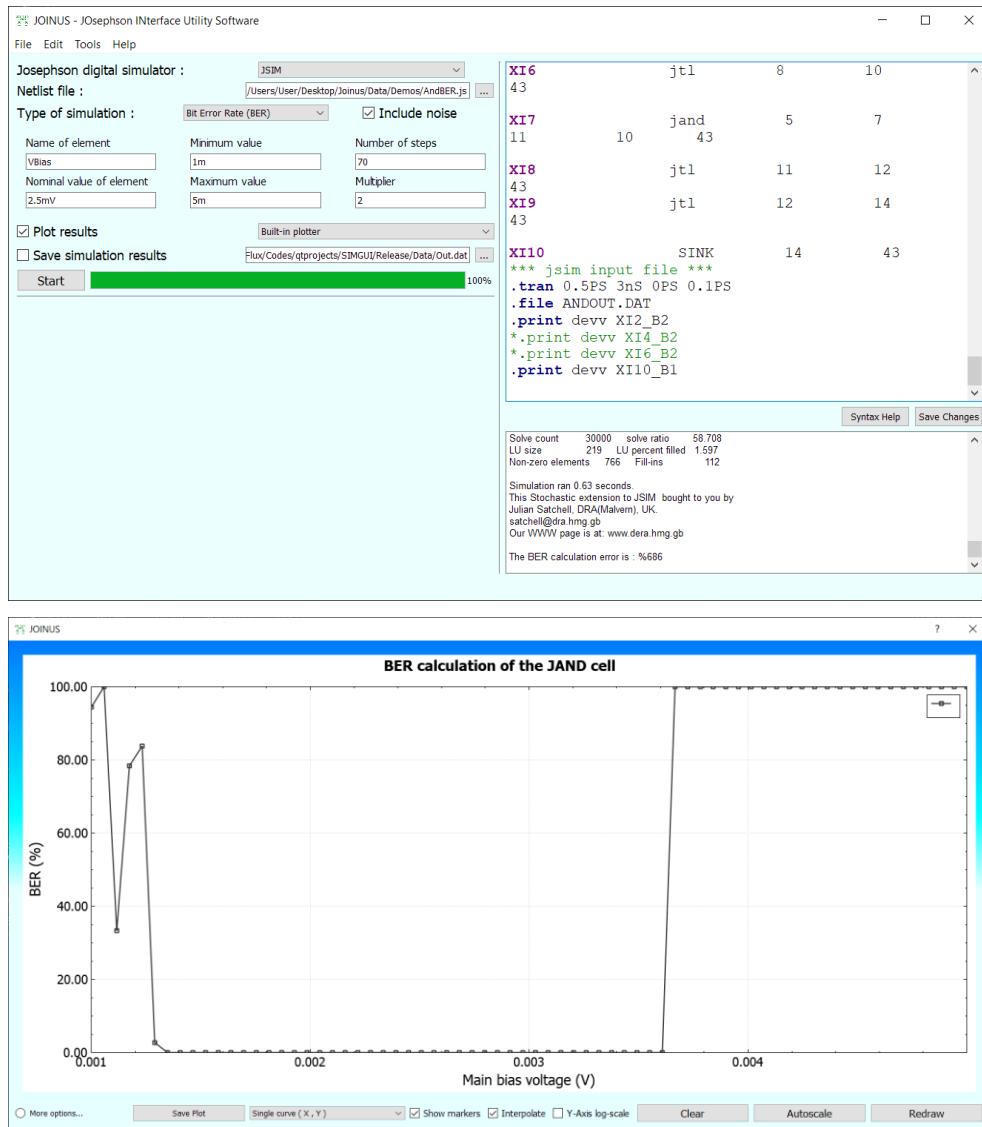 JOINUS - JOsephson INterface Utility Software
File Edit Tools Help
Josephson digital simulator :
JSIM
Netlist file :
/Users/User/Desktop/Joinus/Data/Demos/AndBER.js
...
Type of simulation :
Bit Error Rate (BER)
Include noise
Name of element
Minimum value
Number of steps
VBias
1m
70
Nominal value of element
Maximum value
Multiplier
2.5mV
5m
2
Plot results
Built-in plotter
Save simulation results
Flux/Codes/qtprojects/SIMGUI/Release/Data/Out.dat
...
Start
100%
XI6 jtl 8 10
43
XI7 jand 5 7
11 10 43
XI8 jtl 11 12
43
XI9 jtl 12 14
43
XI10 SINK 14 43
*** jsim input file ***
.tran 0.5PS 3nS 0PS 0.1PS
.file ANDOUT.DAT
.print devv XI2_B2
*.print devv XI4_B2
*.print devv XI6_B2
.print devv XI10_B1
Syntax Help
Save Changes
Solve count 30000 solve ratio 58.708
LU size 219 LU percent filled 1.597
Non-zero elements 766 Fill-ins 112
Simulation ran 0.63 seconds.
This Stochastic extension to JSIM bought to you by
Julian Satchell, DRA(Malvern), UK.
satchell@dra.hmg.gb
Our WWW page is at: www.dera.hmg.gb
The BER calculation error is : %686
JOINUS
?
BER calculation of the JAND cell
100.00
80.00
60.00
40.00
20.00
0.00
BER (%)
0.001
0.002
0.003
0.004
Main bias voltage (V)
More options...
Save Plot
Single curve ( X , Y )
Show markers
Interpolate
Y-Axis log-scale
Clear
Autoscale
Redraw